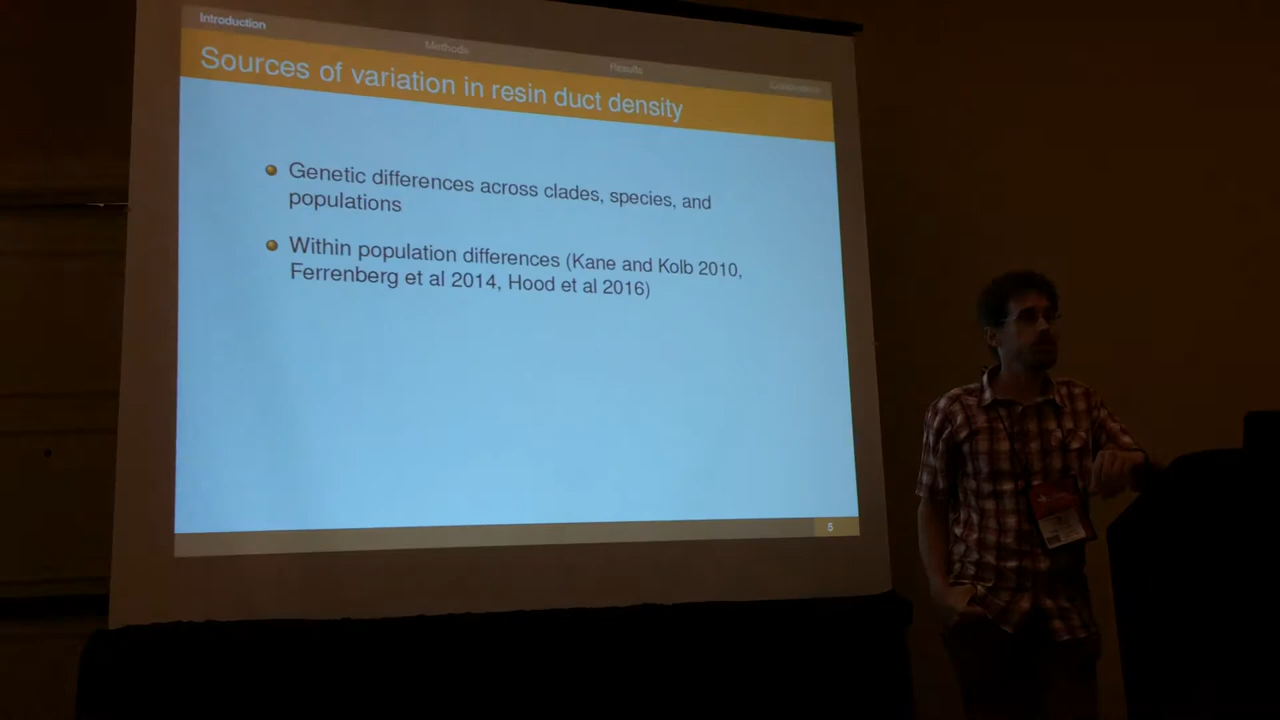 Introduction
Methods
Results
Conclusions
Sources of variation in resin duct density
Genetic differences across clades, species, and
populations
Within population differences (Kane and Kolb 2010,
Ferrenberg et al 2014, Hood et al 2016)
5